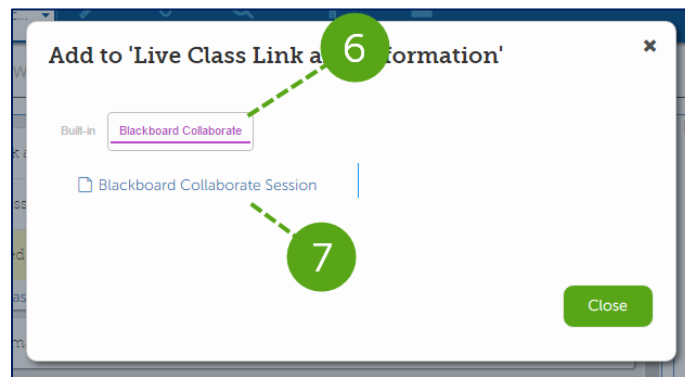 Add to 'Live Class Link a 6 formation'
Built-in Blackboard Collaborate
Blackboard Collaborate Session
7
Close